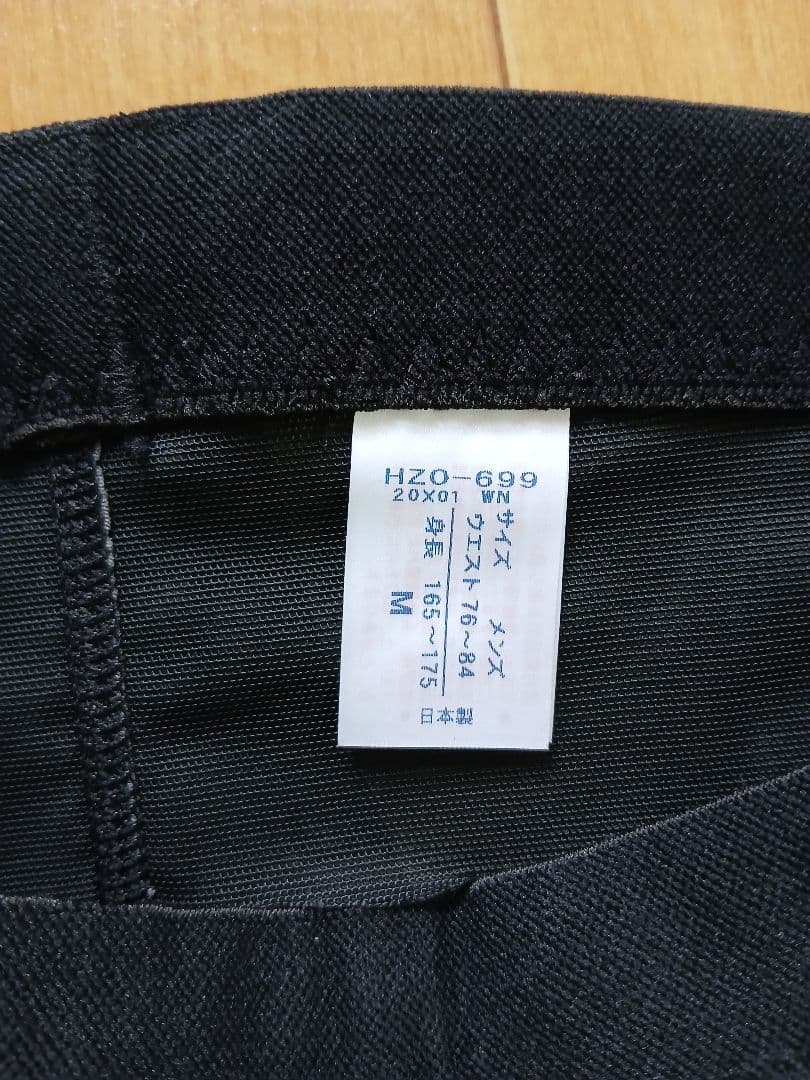 HZO-699
20X01 WN
サイズ メンズ
ウエスト 76～84
身長 165～175
M
日本製